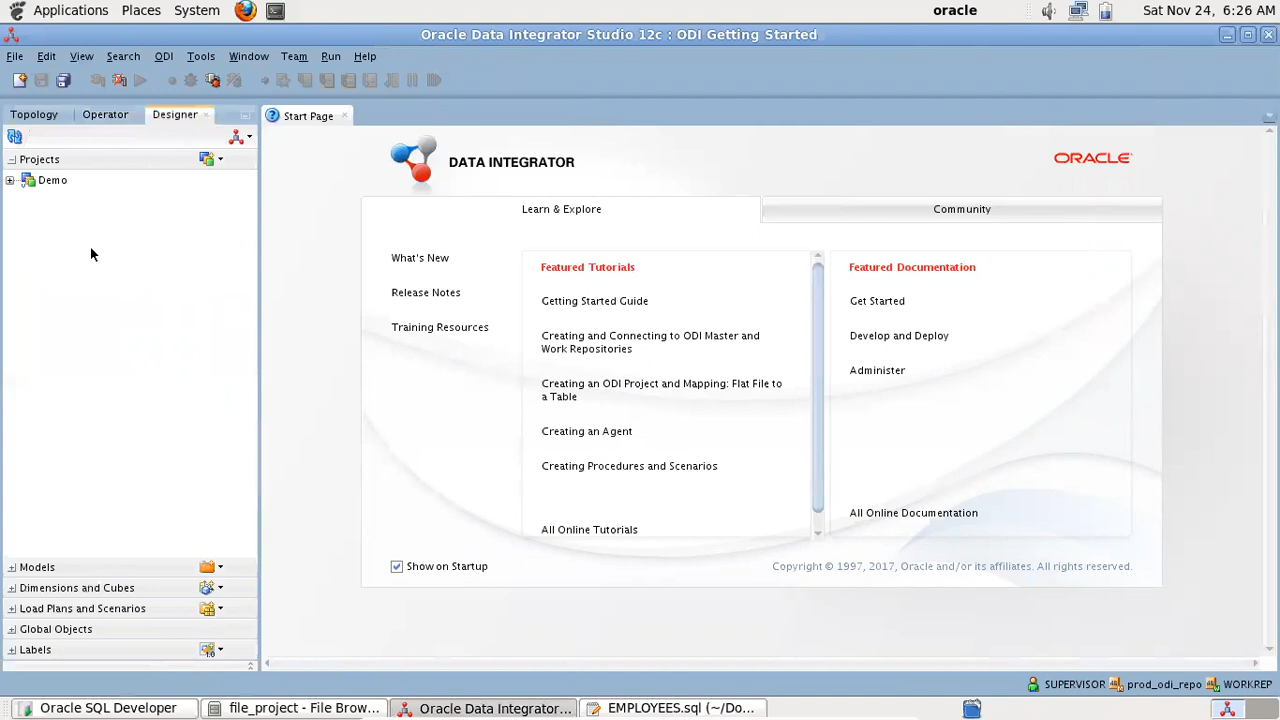 Applications Places System
oracle
Sat Nov 24, 6:26 AM
Oracle Data Integrator Studio 12c : ODI Getting Started
File Edit View Search ODI Tools Window Team Run Help
Topology Operator Designer
Start Page
Projects
Demo
DATA INTEGRATOR
ORACLE
Learn & Explore
Community
What's New
Release Notes
Training Resources
Featured Tutorials
Getting Started Guide
Creating and Connecting to ODI Master and
Work Repositories
Creating an ODI Project and Mapping: Flat File to
a Table
Creating an Agent
Creating Procedures and Scenarios
All Online Tutorials
Featured Documentation
Get Started
Develop and Deploy
Administer
All Online Documentation
Show on Startup
Copyright © 1997, 2017, Oracle and/or its affiliates. All rights reserved.
Models
Dimensions and Cubes
Load Plans and Scenarios
Global Objects
Labels
SUPERVISOR prod_odi_repo WORKREP
Oracle SQL Developer
file_project - File Brow...
Oracle Data Integrator...
EMPLOYEES.sql (~/Do...